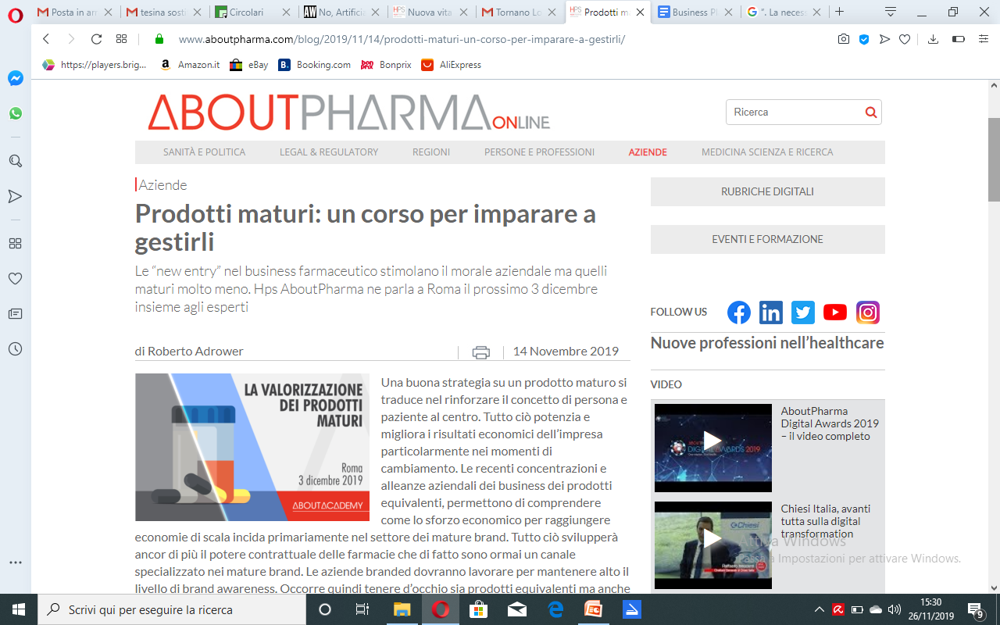 Posta in arr
tesina sosti
Circolari
No, Artificia
Nuova vita
Tornano Lo
Prodotti ma
Business Pl
". La necess
www.aboutpharma.com/blog/2019/11/14/prodotti-maturi-un-corso-per-imparare-a-gestirli/
https://players.brig...
Amazon.it
eBay
Booking.com
Bonprix
AliExpress
ABOUTPHARMA ONLINE
Ricerca
SANITÀ E POLITICA
LEGAL & REGULATORY
REGIONI
PERSONE E PROFESSIONI
AZIENDE
MEDICINA SCIENZA E RICERCA
Aziende
Prodotti maturi: un corso per imparare a
gestirli
Le “new entry” nel business farmaceutico stimolano il morale aziendale ma quelli
maturi molto meno. Hps AboutPharma ne parla a Roma il prossimo 3 dicembre
insieme agli esperti
di Roberto Adrower
14 Novembre 2019
LA VALORIZZAZIONE
DEI PRODOTTI
MATURI
Roma
3 dicembre 2019
ABOUTACADEMY
Una buona strategia su un prodotto maturo si
traduce nel rinforzare il concetto di persona e
paziente al centro. Tutto ciò potenzia e
migliora i risultati economici dell’impresa
particolarmente nei momenti di
cambiamento. Le recenti concentrazioni e
alleanze aziendali dei business dei prodotti
equivalenti, permettono di comprendere
come lo sforzo economico per raggiungere
economie di scala incida primariamente nel settore dei mature brand. Tutto ciò svilupperà
ancor di più il potere contrattuale delle farmacie che di fatto sono ormai un canale
specializzato nei mature brand. Le aziende branded dovranno lavorare per mantenere alto il
livello di brand awareness. Occorre quindi tenere d’occhio sia prodotti equivalenti ma anche
RUBRICHE DIGITALI
EVENTI E FORMAZIONE
FOLLOW US
Nuove professioni nell’healthcare
VIDEO
DIGITAL AWARDS 2019
AboutPharma
Digital Awards 2019
– il video completo
Chiesi
Chiesi Italia, avanti
tutta sulla digital
transformation
Attiva Windows
Passa a Impostazioni per attivare Windows.
Scrivi qui per eseguire la ricerca
15:30
26/11/2019
9